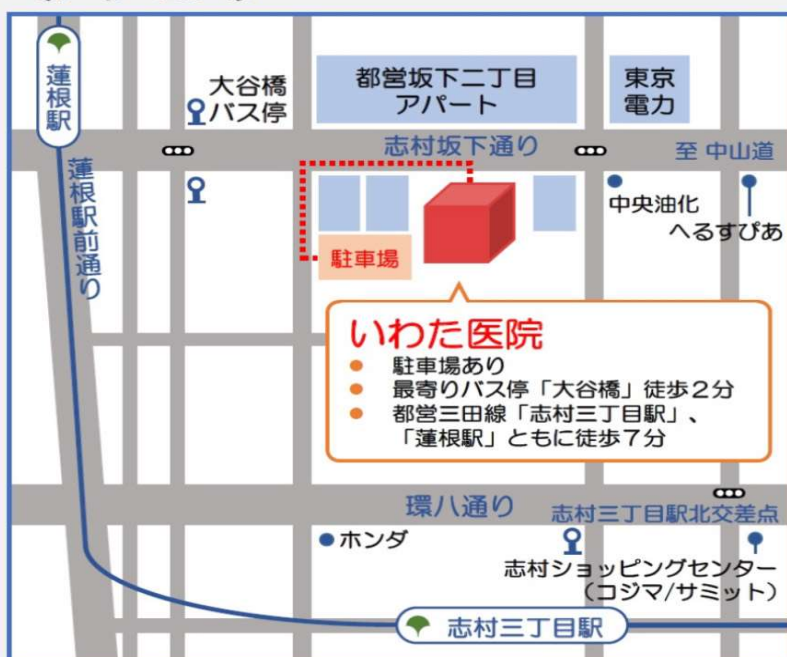 蓮根駅
大谷橋
バス停
都営坂下二丁目
アパート
東京
電力
志村坂下通り
至 中山道
蓮根駅前通り
中央油化
へるすぴあ
駐車場
いわた医院
駐車場あり
最寄りバス停「大谷橋」徒歩2分
都営三田線「志村三丁目駅」、
「蓮根駅」ともに徒歩7分
環八通り
志村三丁目駅北交差点
ホンダ
志村ショッピングセンター
(コジマ/サミット)
志村三丁目駅